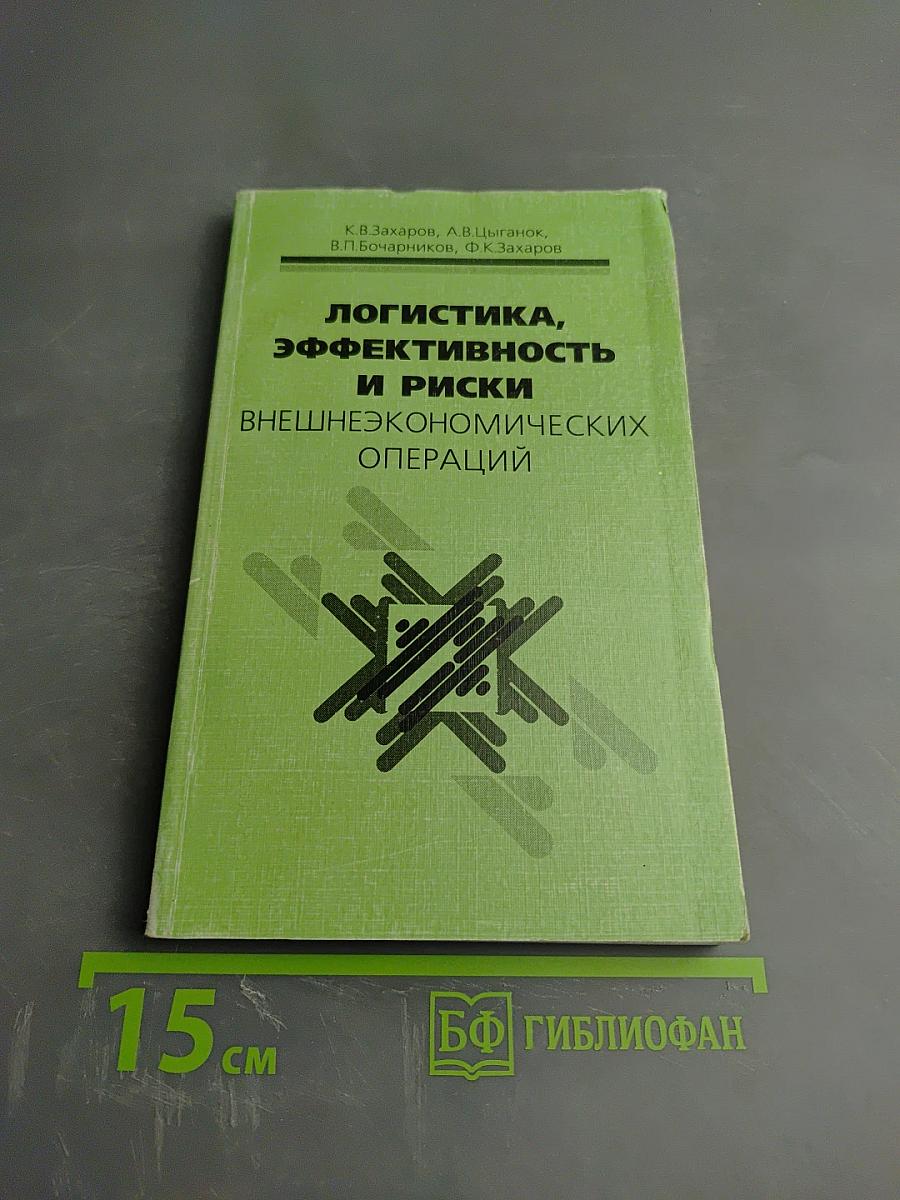 К.В.Захаров, А.В.Цыганок,
В.П.Бочарников, Ф.К.Захаров
ЛОГИСТИКА,
ЭФФЕКТИВНОСТЬ
И РИСКИ
ВНЕШНЕЭКОНОМИЧЕСКИХ
ОПЕРАЦИЙ
15 см
БФ ГИБЛИОФАН